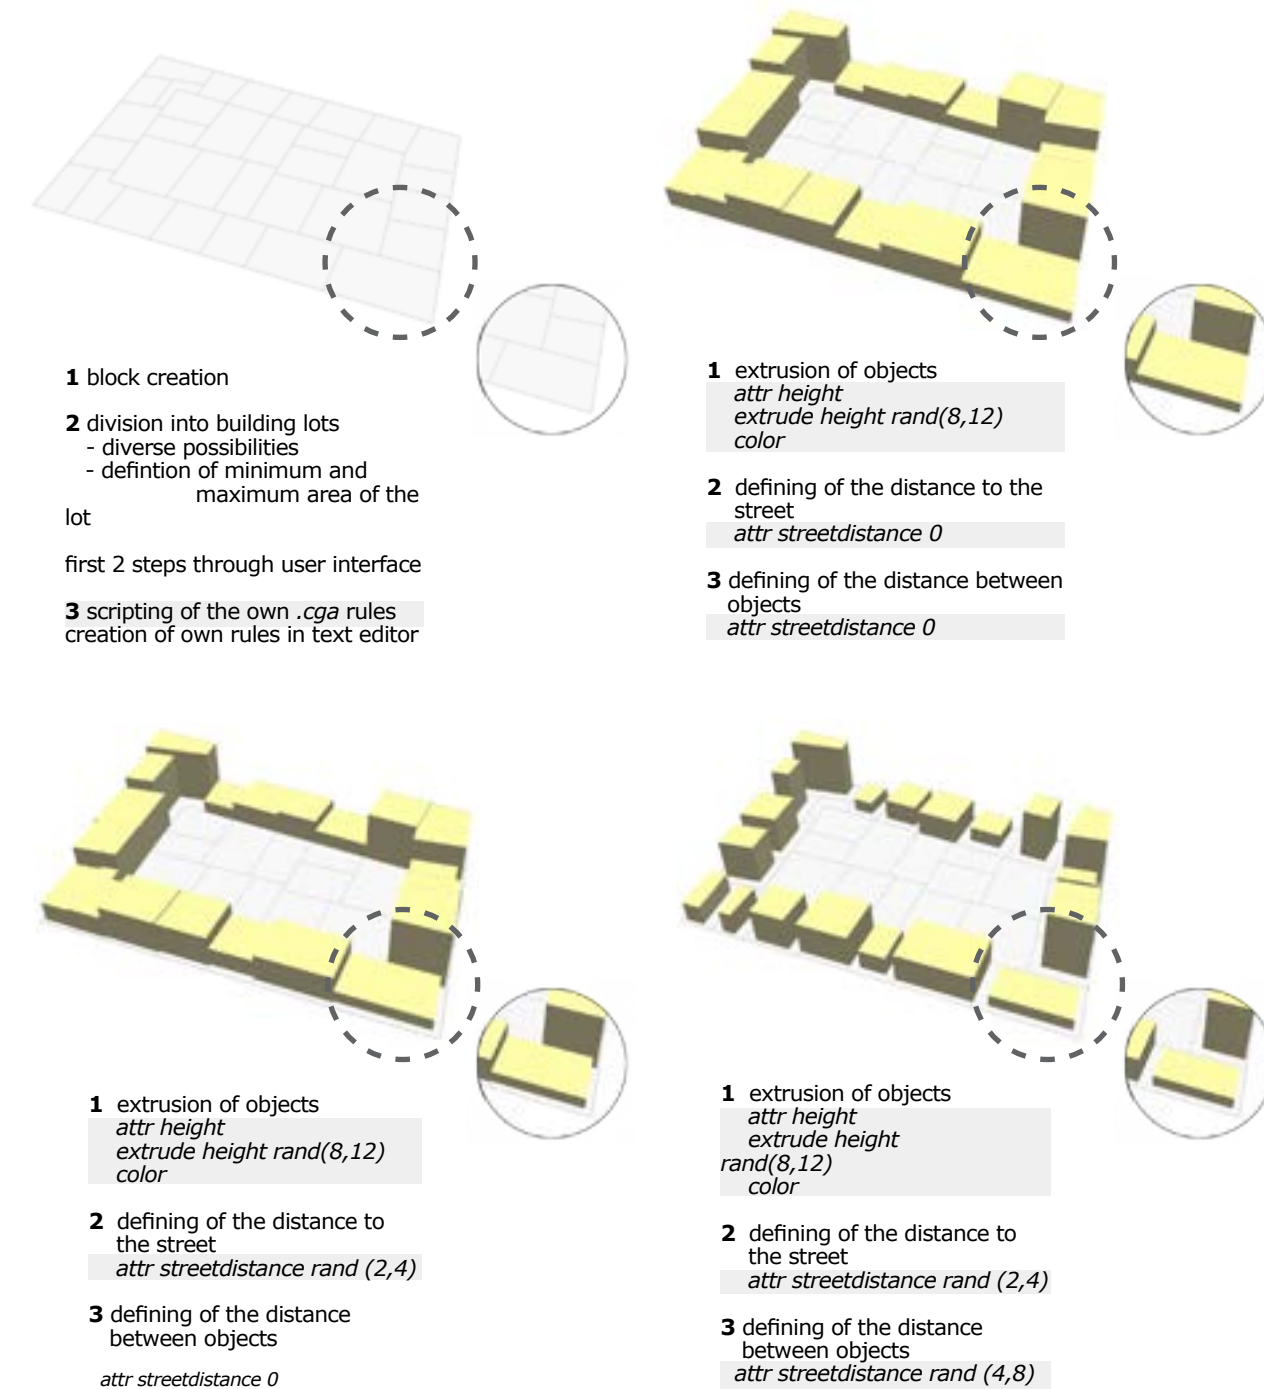 1 block creation
2 division into building lots
- diverse possibilities
- defintion of minimum and
maximum area of the
lot
first 2 steps through user interface
3 scripting of the own .cga rules
creation of own rules in text editor
1 extrusion of objects
attr height
extrude height rand(8,12)
color
2 defining of the distance to the
street
attr streetdistance 0
3 defining of the distance between
objects
attr streetdistance 0
1 extrusion of objects
attr height
extrude height rand(8,12)
color
2 defining of the distance to
the street
attr streetdistance rand (2,4)
3 defining of the distance
between objects
attr streetdistance 0
1 extrusion of objects
attr height
extrude height
rand(8,12)
color
2 defining of the distance to
the street
attr streetdistance rand (2,4)
3 defining of the distance
between objects
attr streetdistance rand (4,8)